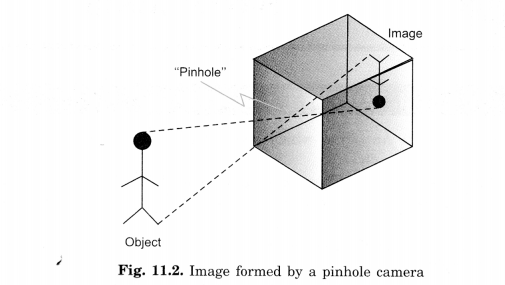 Image
“Pinhole”
Object
Fig. 11.2. Image formed by a pinhole camera